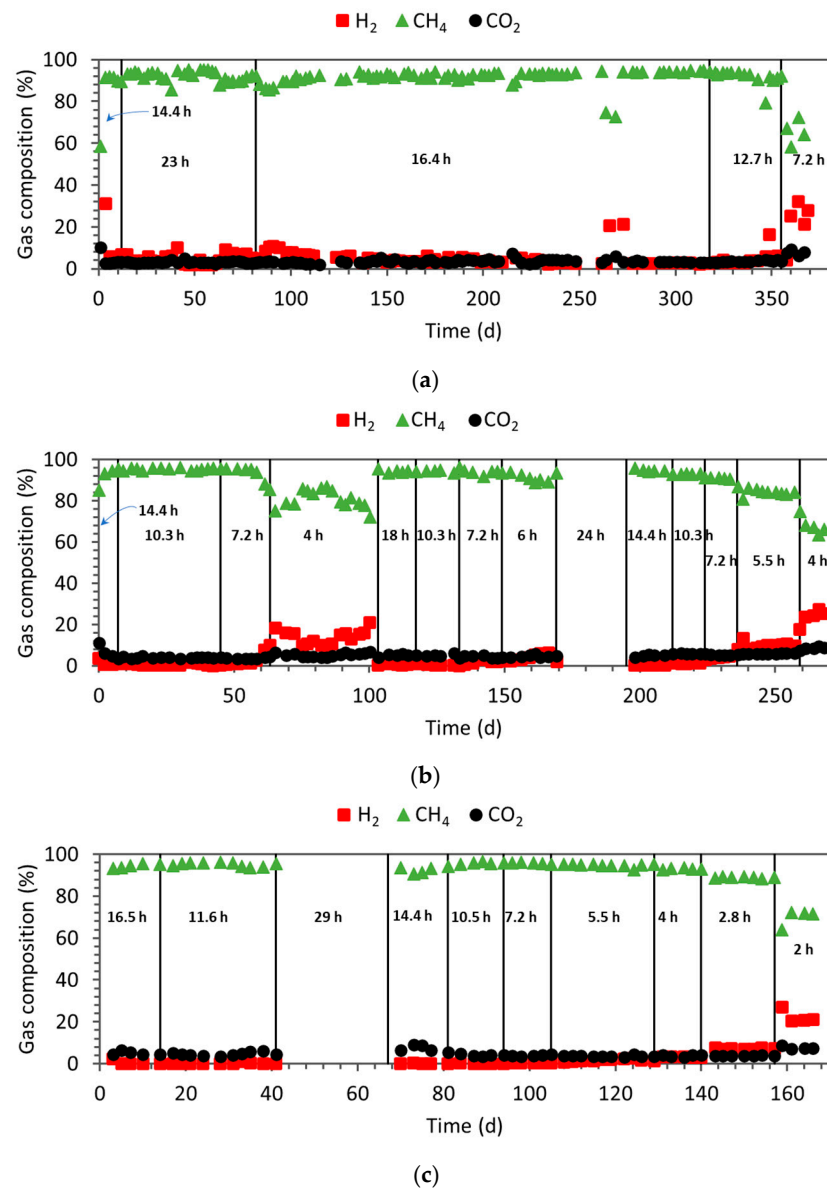 H2 CH4 CO2
Gas composition (%)
100
80
60
40
20
0
14.4 h
23 h
16.4 h
12.7 h
7.2 h
0 50 100 150 200 250 300 350
Time (d)
(a)
H2 CH4 CO2
Gas composition (%)
100
80
60
40
20
0
14.4 h
10.3 h
7.2 h
4 h
18 h
10.3 h
7.2 h
6 h
24 h
14.4 h
10.3 h
7.2 h
5.5 h
4 h
0 50 100 150 200 250
Time (d)
(b)
H2 CH4 CO2
Gas composition (%)
100
80
60
40
20
0
16.5 h
11.6 h
29 h
14.4 h
10.5 h
7.2 h
5.5 h
4 h
2.8 h
2 h
0 20 40 60 80 100 120 140 160
Time (d)
(c)